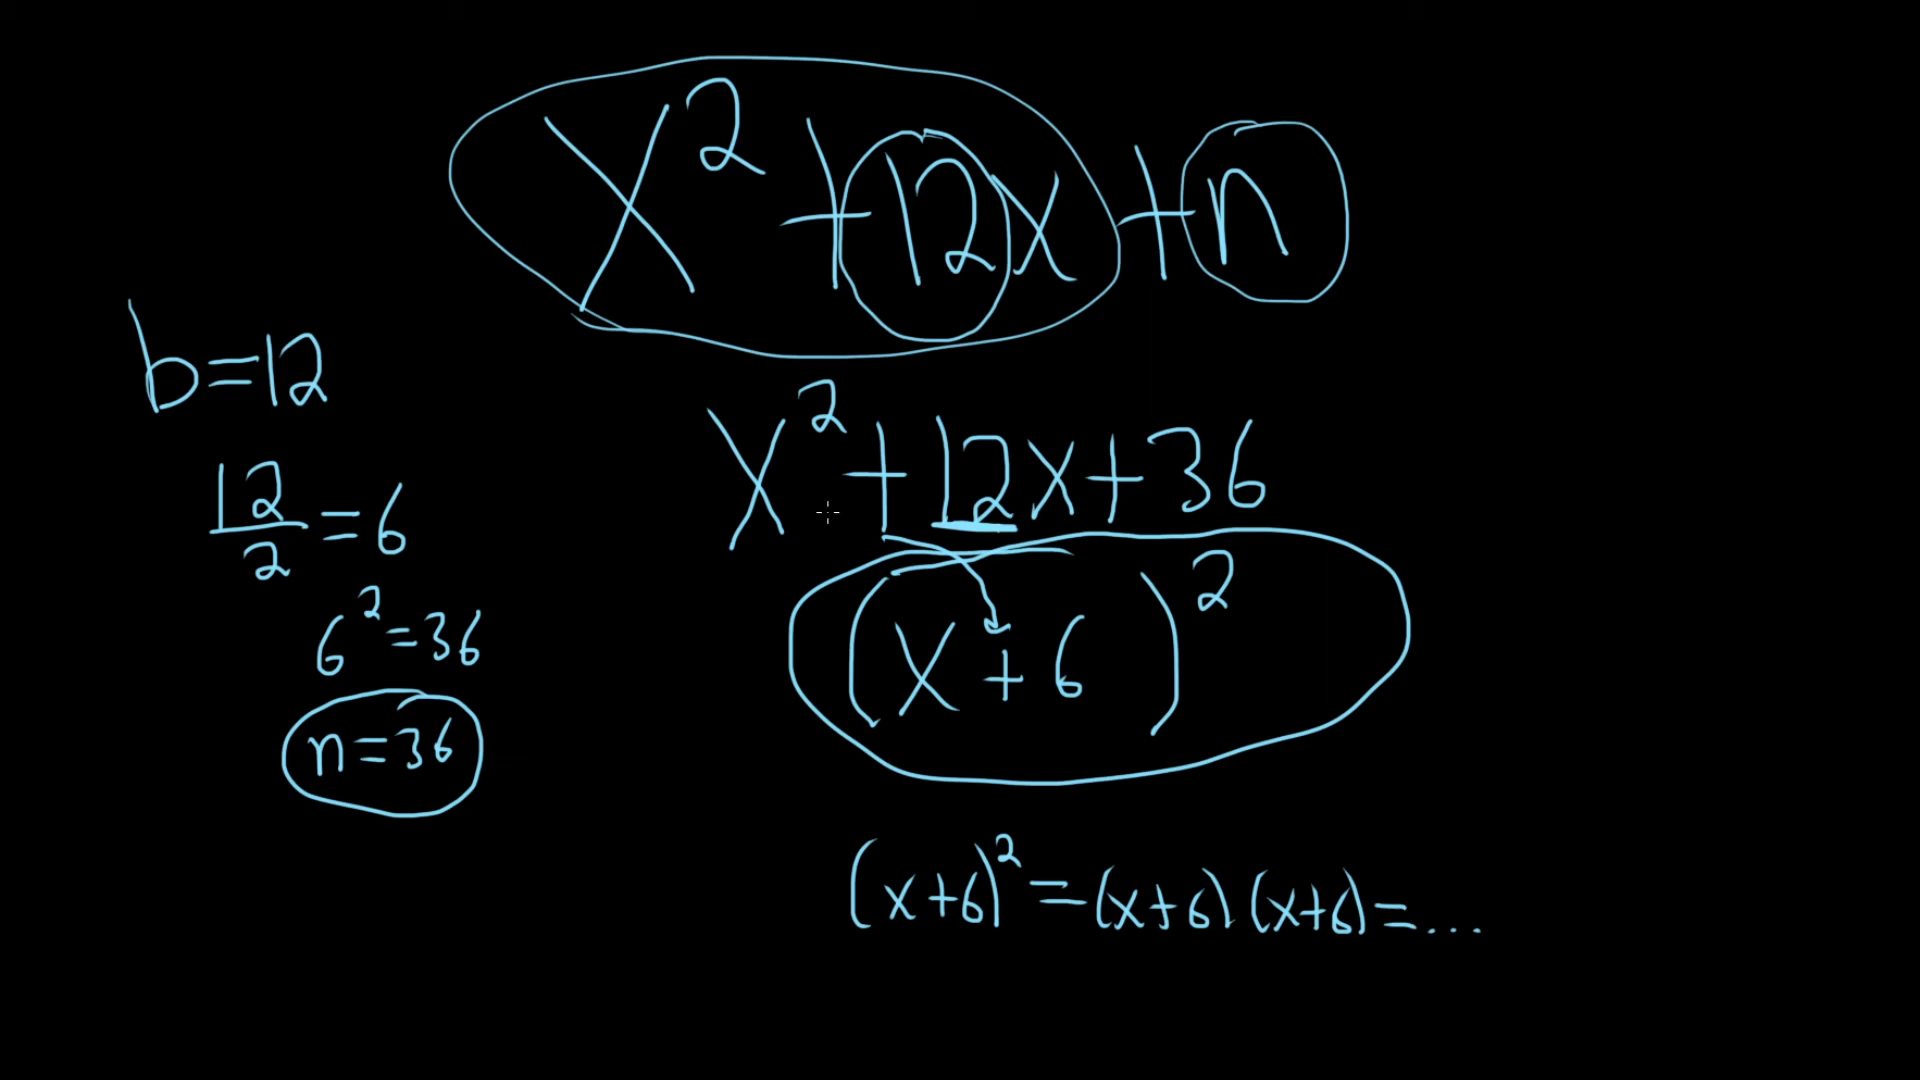 x² + 12x + n
b = 12
12/2 = 6
6² = 36
n = 36
x² + 12x + 36
(x + 6)²
(x+6)² = (x+6)(x+6) = ...